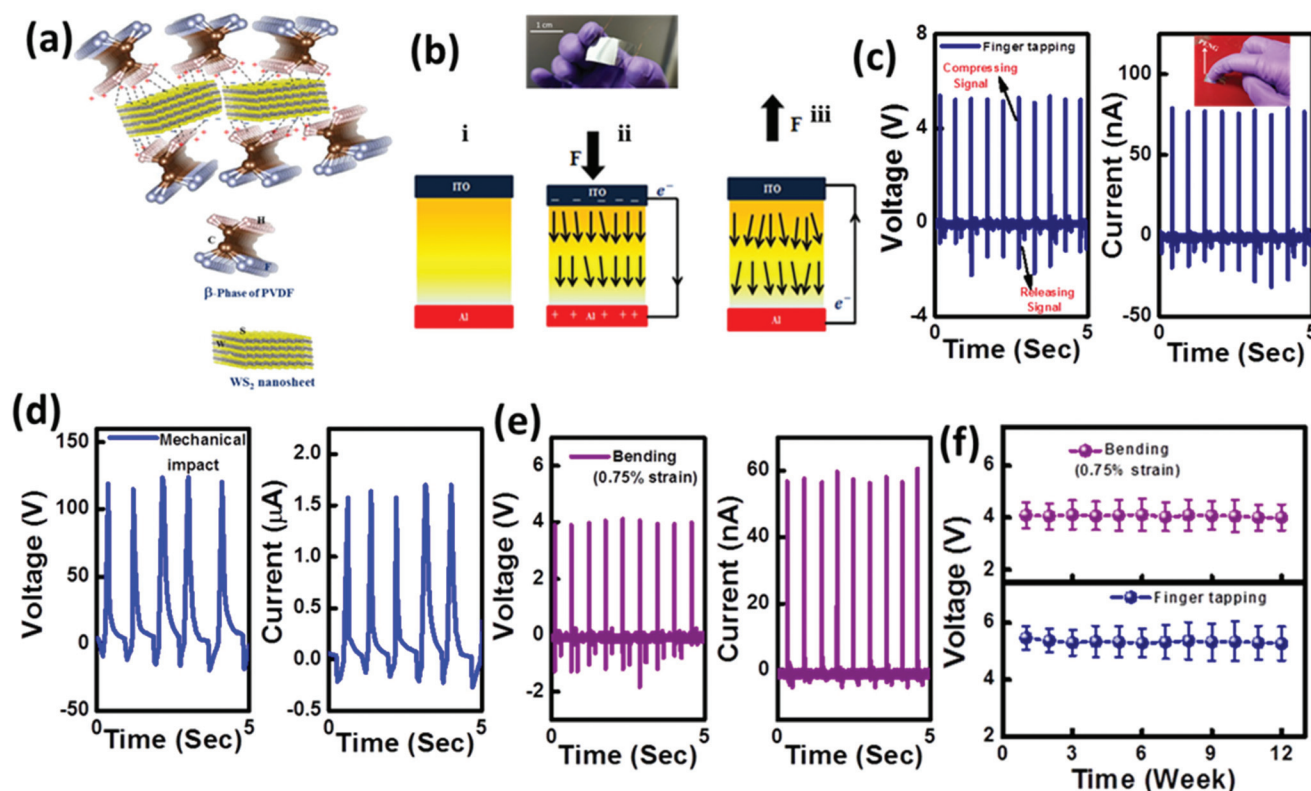 (a)
H
C
F
β-Phase of PVDF
S
W
WS₂ nanosheet
(b)
1 cm
i
F
ii
F
iii
ITO
ITO
e⁻
ITO
Al
+ + Al + +
Al
e⁻
(c)
Finger tapping
Compressing
Signal
Releasing
Signal
Voltage (V)
8
4
0
-4
0
5
Time (Sec)
PENG
Current (nA)
100
50
0
-50
0
5
Time (Sec)
(d)
Mechanical
impact
Voltage (V)
150
100
50
0
-50
0
5
Time (Sec)
Current (µA)
2.0
1.5
1.0
0.5
0.0
-0.5
0
5
Time (Sec)
(e)
Bending
(0.75% strain)
Voltage (V)
6
4
2
0
-2
0
5
Time (Sec)
Current (nA)
60
40
20
0
0
5
Time (Sec)
(f)
Bending
(0.75% strain)
Voltage (V)
6
4
2
Finger tapping
Voltage (V)
6
5
2
0
3
6
9
12
Time (Week)